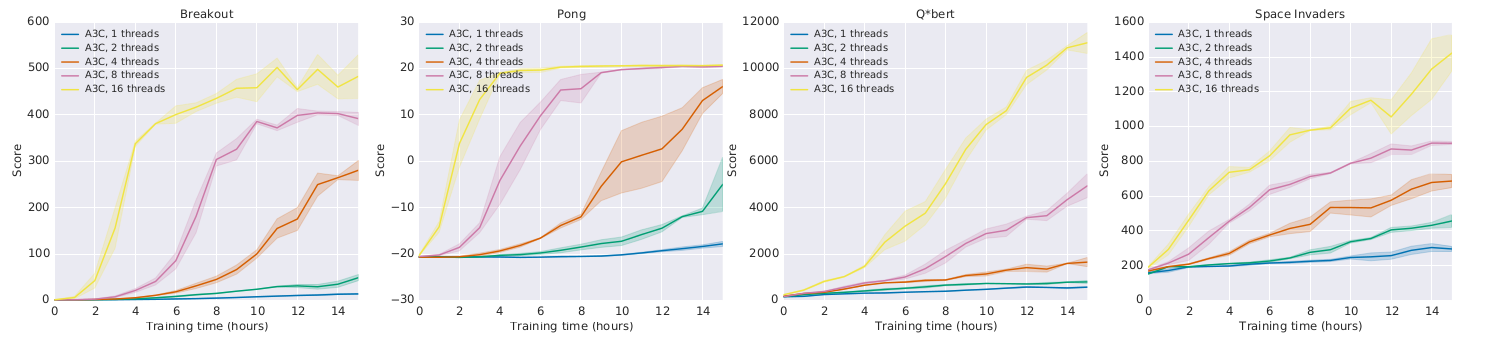 Breakout
600
500
400
300
200
100
0
0 2 4 6 8 10 12 14
Training time (hours)
Score
A3C, 1 threads
A3C, 2 threads
A3C, 4 threads
A3C, 8 threads
A3C, 16 threads
Pong
30
20
10
0
−10
−20
−30
0 2 4 6 8 10 12 14
Training time (hours)
Score
A3C, 1 threads
A3C, 2 threads
A3C, 4 threads
A3C, 8 threads
A3C, 16 threads
Q*bert
12000
10000
8000
6000
4000
2000
0
0 2 4 6 8 10 12 14
Training time (hours)
Score
A3C, 1 threads
A3C, 2 threads
A3C, 4 threads
A3C, 8 threads
A3C, 16 threads
Space Invaders
1600
1400
1200
1000
800
600
400
200
0
0 2 4 6 8 10 12 14
Training time (hours)
Score
A3C, 1 threads
A3C, 2 threads
A3C, 4 threads
A3C, 8 threads
A3C, 16 threads